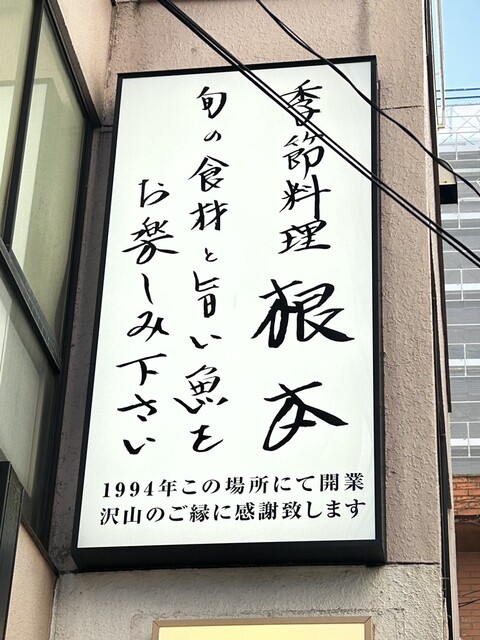 季節料理 根本
旬の食材と旨い魚を
お楽しみ下さい
1994年この場所にて開業
沢山のご縁に感謝致します